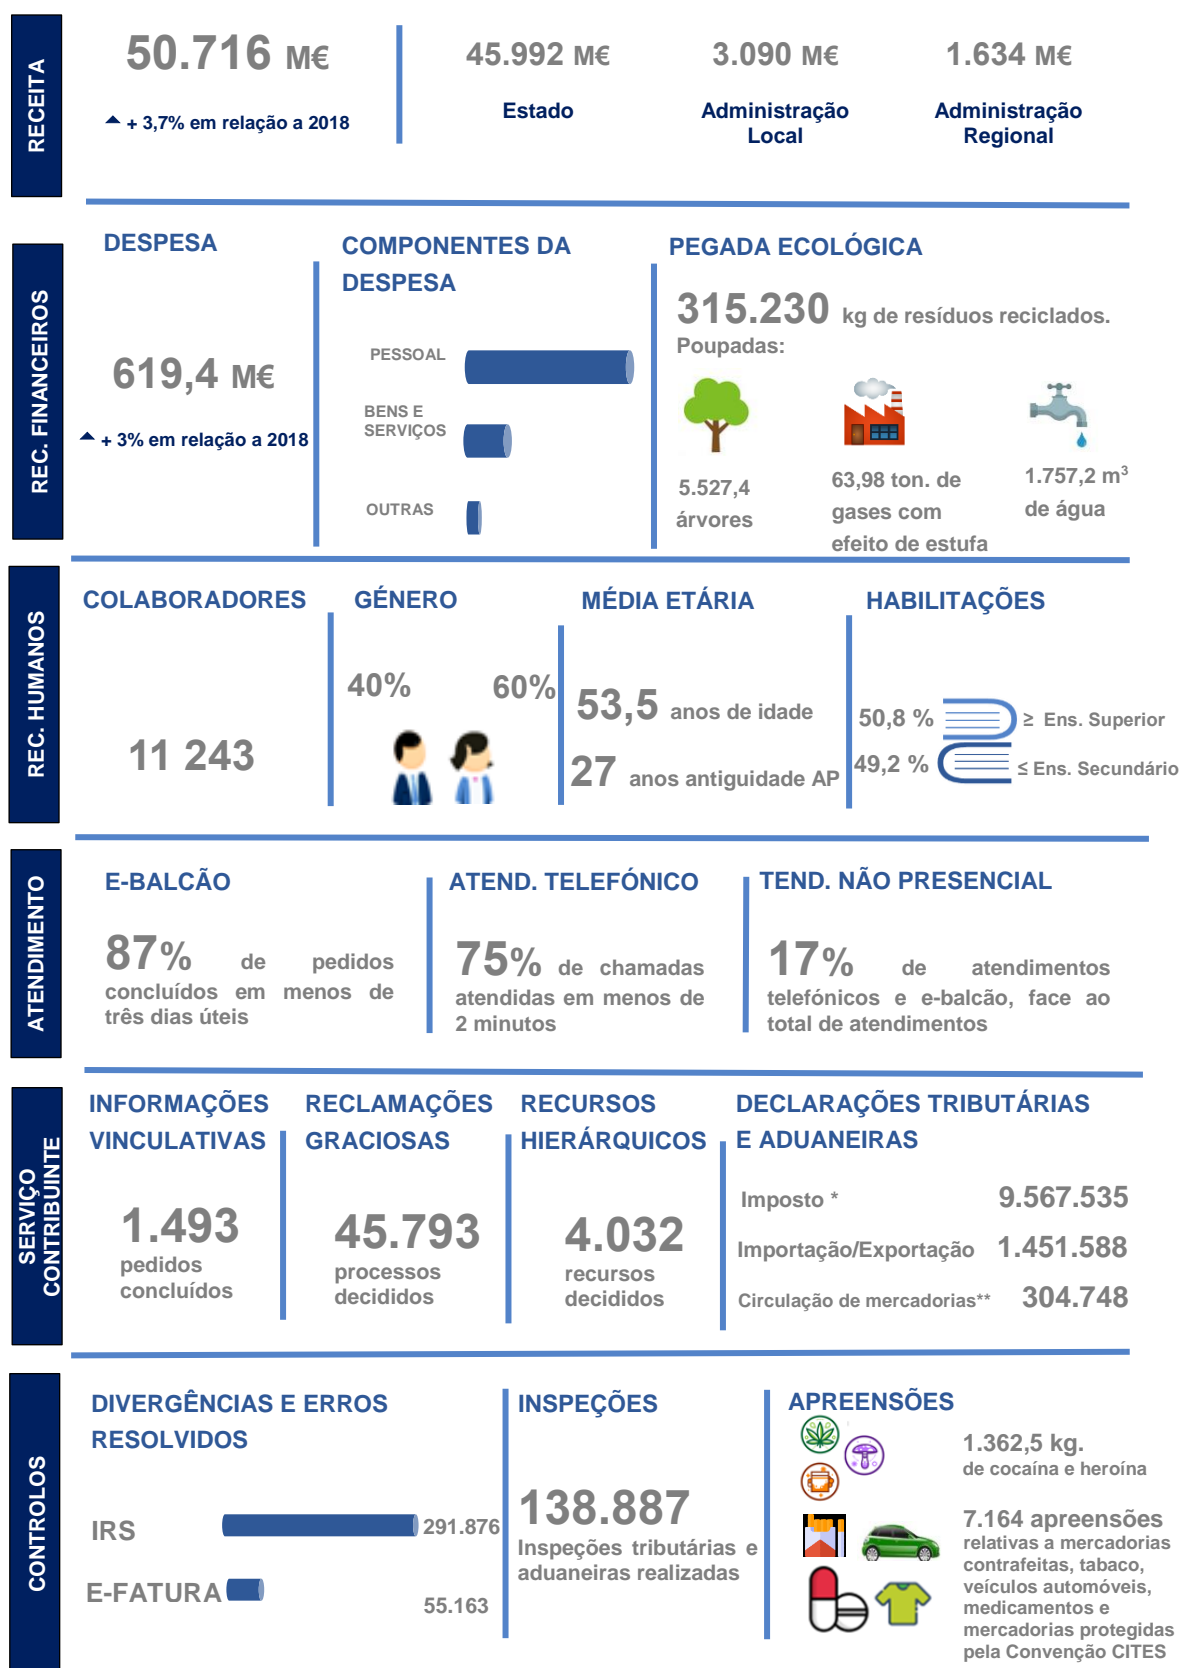 RECEITA
50.716 M€
+ 3,7% em relação a 2018
45.992 M€
Estado
3.090 M€
Administração
Local
1.634 M€
Administração
Regional
REC. FINANCEIROS
DESPESA
619,4 M€
+ 3% em relação a 2018
COMPONENTES DA
DESPESA
PESSOAL
BENS E
SERVIÇOS
OUTRAS
PEGADA ECOLÓGICA
315.230 kg de resíduos reciclados.
Poupadas:
5.527,4
árvores
63,98 ton. de
gases com
efeito de estufa
1.757,2 m³
de água
REC. HUMANOS
COLABORADORES
11 243
GÉNERO
40%
60%
MÉDIA ETÁRIA
53,5 anos de idade
27 anos antiguidade AP
HABILITAÇÕES
50,8 % ≥ Ens. Superior
49,2 % ≤ Ens. Secundário
ATENDIMENTO
E-BALCÃO
87% de pedidos
concluídos em menos de
três dias úteis
ATEND. TELEFÓNICO
75% de chamadas
atendidas em menos de
2 minutos
TEND. NÃO PRESENCIAL
17% de atendimentos
telefónicos e e-balcão, face ao
total de atendimentos
SERVIÇO
CONTRIBUINTE
INFORMAÇÕES
VINCULATIVAS
1.493
pedidos
concluídos
RECLAMAÇÕES
GRACIOSAS
45.793
processos
decididos
RECURSOS
HIERÁRQUICOS
4.032
recursos
decididos
DECLARAÇÕES TRIBUTÁRIAS
E ADUANEIRAS
Imposto * 9.567.535
Importação/Exportação 1.451.588
Circulação de mercadorias** 304.748
CONTROLOS
DIVERGÊNCIAS E ERROS
RESOLVIDOS
IRS 291.876
E-FATURA 55.163
INSPEÇÕES
138.887
Inspeções tributárias e
aduaneiras realizadas
APREENSÕES
1.362,5 kg.
de cocaína e heroína
7.164 apreensões
relativas a mercadorias
contrafeitas, tabaco,
veículos automóveis,
medicamentos e
mercadorias protegidas
pela Convenção CITES